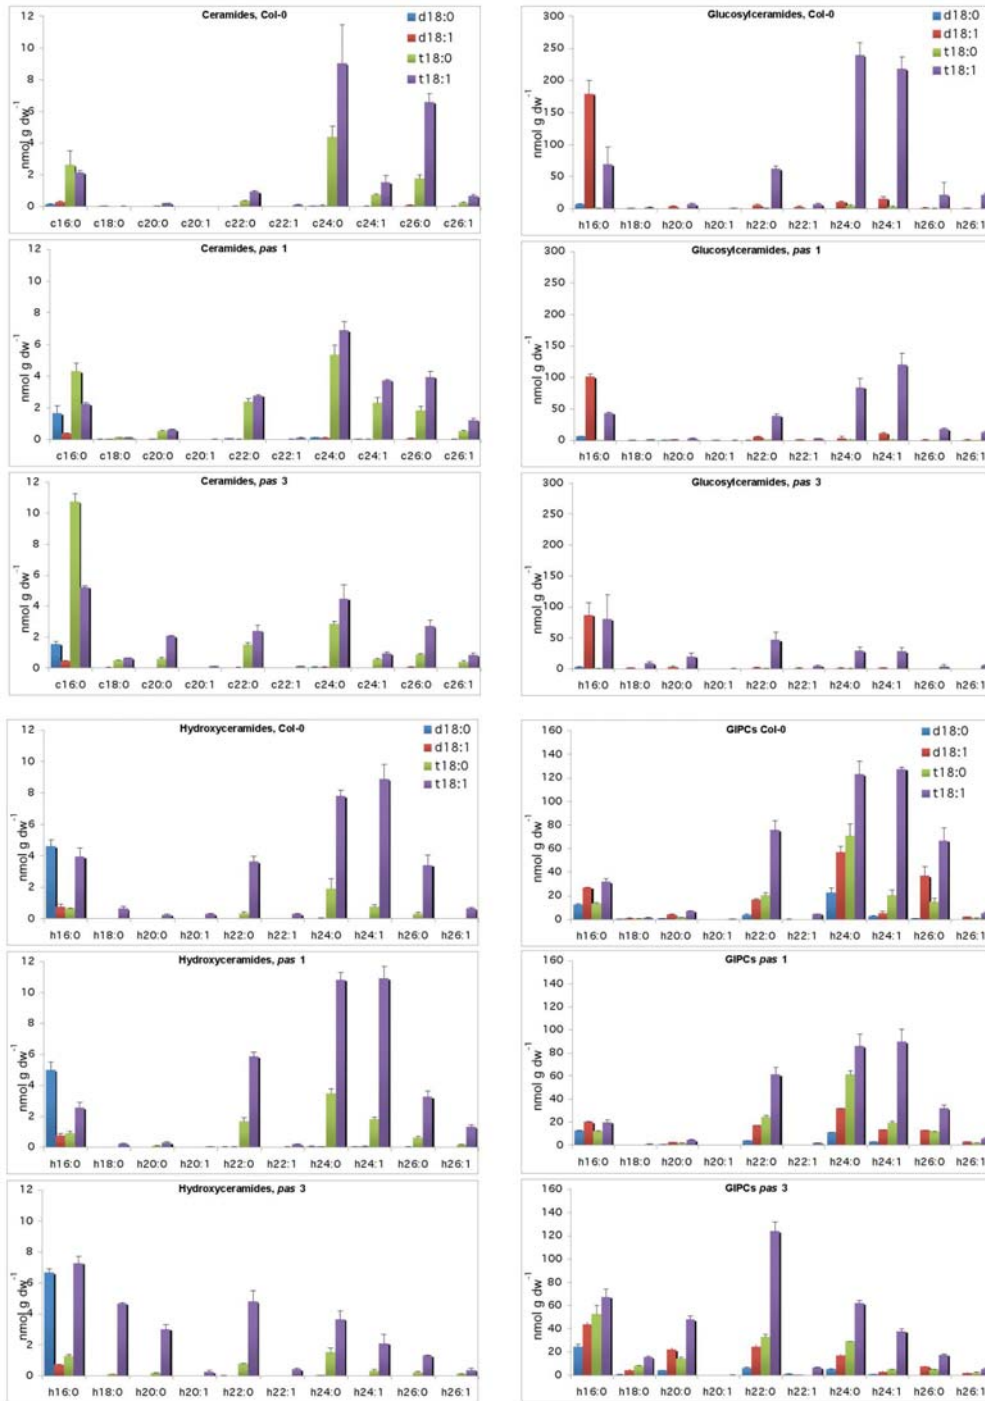 Ceramides, Col-0
d18:0
d18:1
t18:0
t18:1
12
10
8
6
4
2
0
nmol g dw-1
c16:0 c18:0 c20:0 c20:1 c22:0 c22:1 c24:0 c24:1 c26:0 c26:1
Glucosylceramides, Col-0
d18:0
d18:1
t18:0
t18:1
300
250
200
150
100
50
0
nmol g dw-1
h16:0 h18:0 h20:0 h20:1 h22:0 h22:1 h24:0 h24:1 h26:0 h26:1
Ceramides, pas 1
12
10
8
6
4
2
0
nmol g dw-1
c16:0 c18:0 c20:0 c20:1 c22:0 c22:1 c24:0 c24:1 c26:0 c26:1
Glucosylceramides, pas 1
300
250
200
150
100
50
0
nmol g dw-1
h16:0 h18:0 h20:0 h20:1 h22:0 h22:1 h24:0 h24:1 h26:0 h26:1
Ceramides, pas 3
12
10
8
6
4
2
0
nmol g dw-1
c16:0 c18:0 c20:0 c20:1 c22:0 c22:1 c24:0 c24:1 c26:0 c26:1
Glucosylceramides, pas 3
300
250
200
150
100
50
0
nmol g dw-1
h16:0 h18:0 h20:0 h20:1 h22:0 h22:1 h24:0 h24:1 h26:0 h26:1
Hydroxyceramides, Col-0
d18:0
d18:1
t18:0
t18:1
12
10
8
6
4
2
0
nmol g dw-1
h16:0 h18:0 h20:0 h20:1 h22:0 h22:1 h24:0 h24:1 h26:0 h26:1
GIPCs Col-0
d18:0
d18:1
t18:0
t18:1
160
140
120
100
80
60
40
20
0
nmol g dw-1
h16:0 h18:0 h20:0 h20:1 h22:0 h22:1 h24:0 h24:1 h26:0 h26:1
Hydroxyceramides, pas 1
12
10
8
6
4
2
0
nmol g dw-1
h16:0 h18:0 h20:0 h20:1 h22:0 h22:1 h24:0 h24:1 h26:0 h26:1
GIPCs pas 1
160
140
120
100
80
60
40
20
0
nmol g dw-1
h16:0 h18:0 h20:0 h20:1 h22:0 h22:1 h24:0 h24:1 h26:0 h26:1
Hydroxyceramides, pas 3
12
10
8
6
4
2
0
nmol g dw-1
h16:0 h18:0 h20:0 h20:1 h22:0 h22:1 h24:0 h24:1 h26:0 h26:1
GIPCs pas 3
160
140
120
100
80
60
40
20
0
nmol g dw-1
h16:0 h18:0 h20:0 h20:1 h22:0 h22:1 h24:0 h24:1 h26:0 h26:1